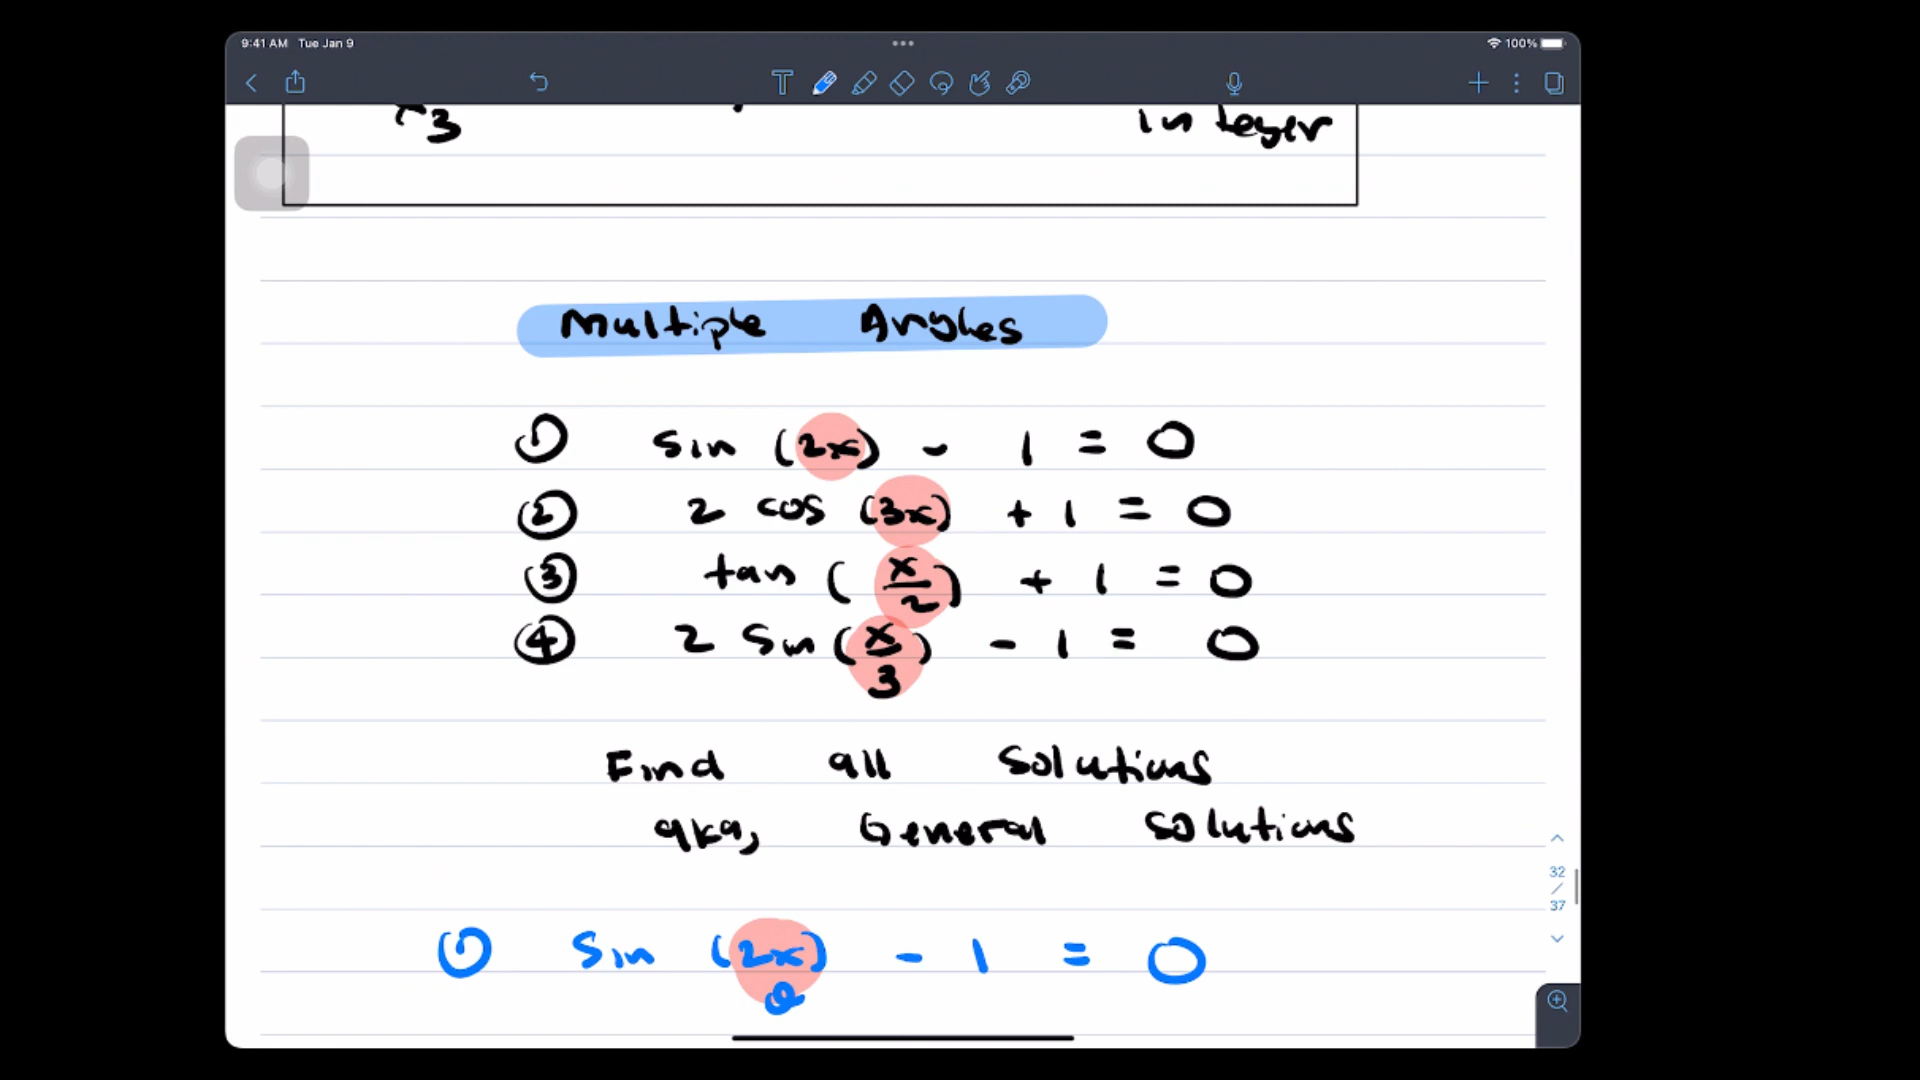 9:41 AM Tue Jan 9 100%
T
3
integer
Multiple Angles
① sin (2x) - 1 = 0
② 2 cos (3x) + 1 = 0
③ tan (x/2) + 1 = 0
④ 2 sin (x/3) - 1 = 0
Find all solutions
aka, General solutions
32
/
37
① sin (2x) - 1 = 0
θ